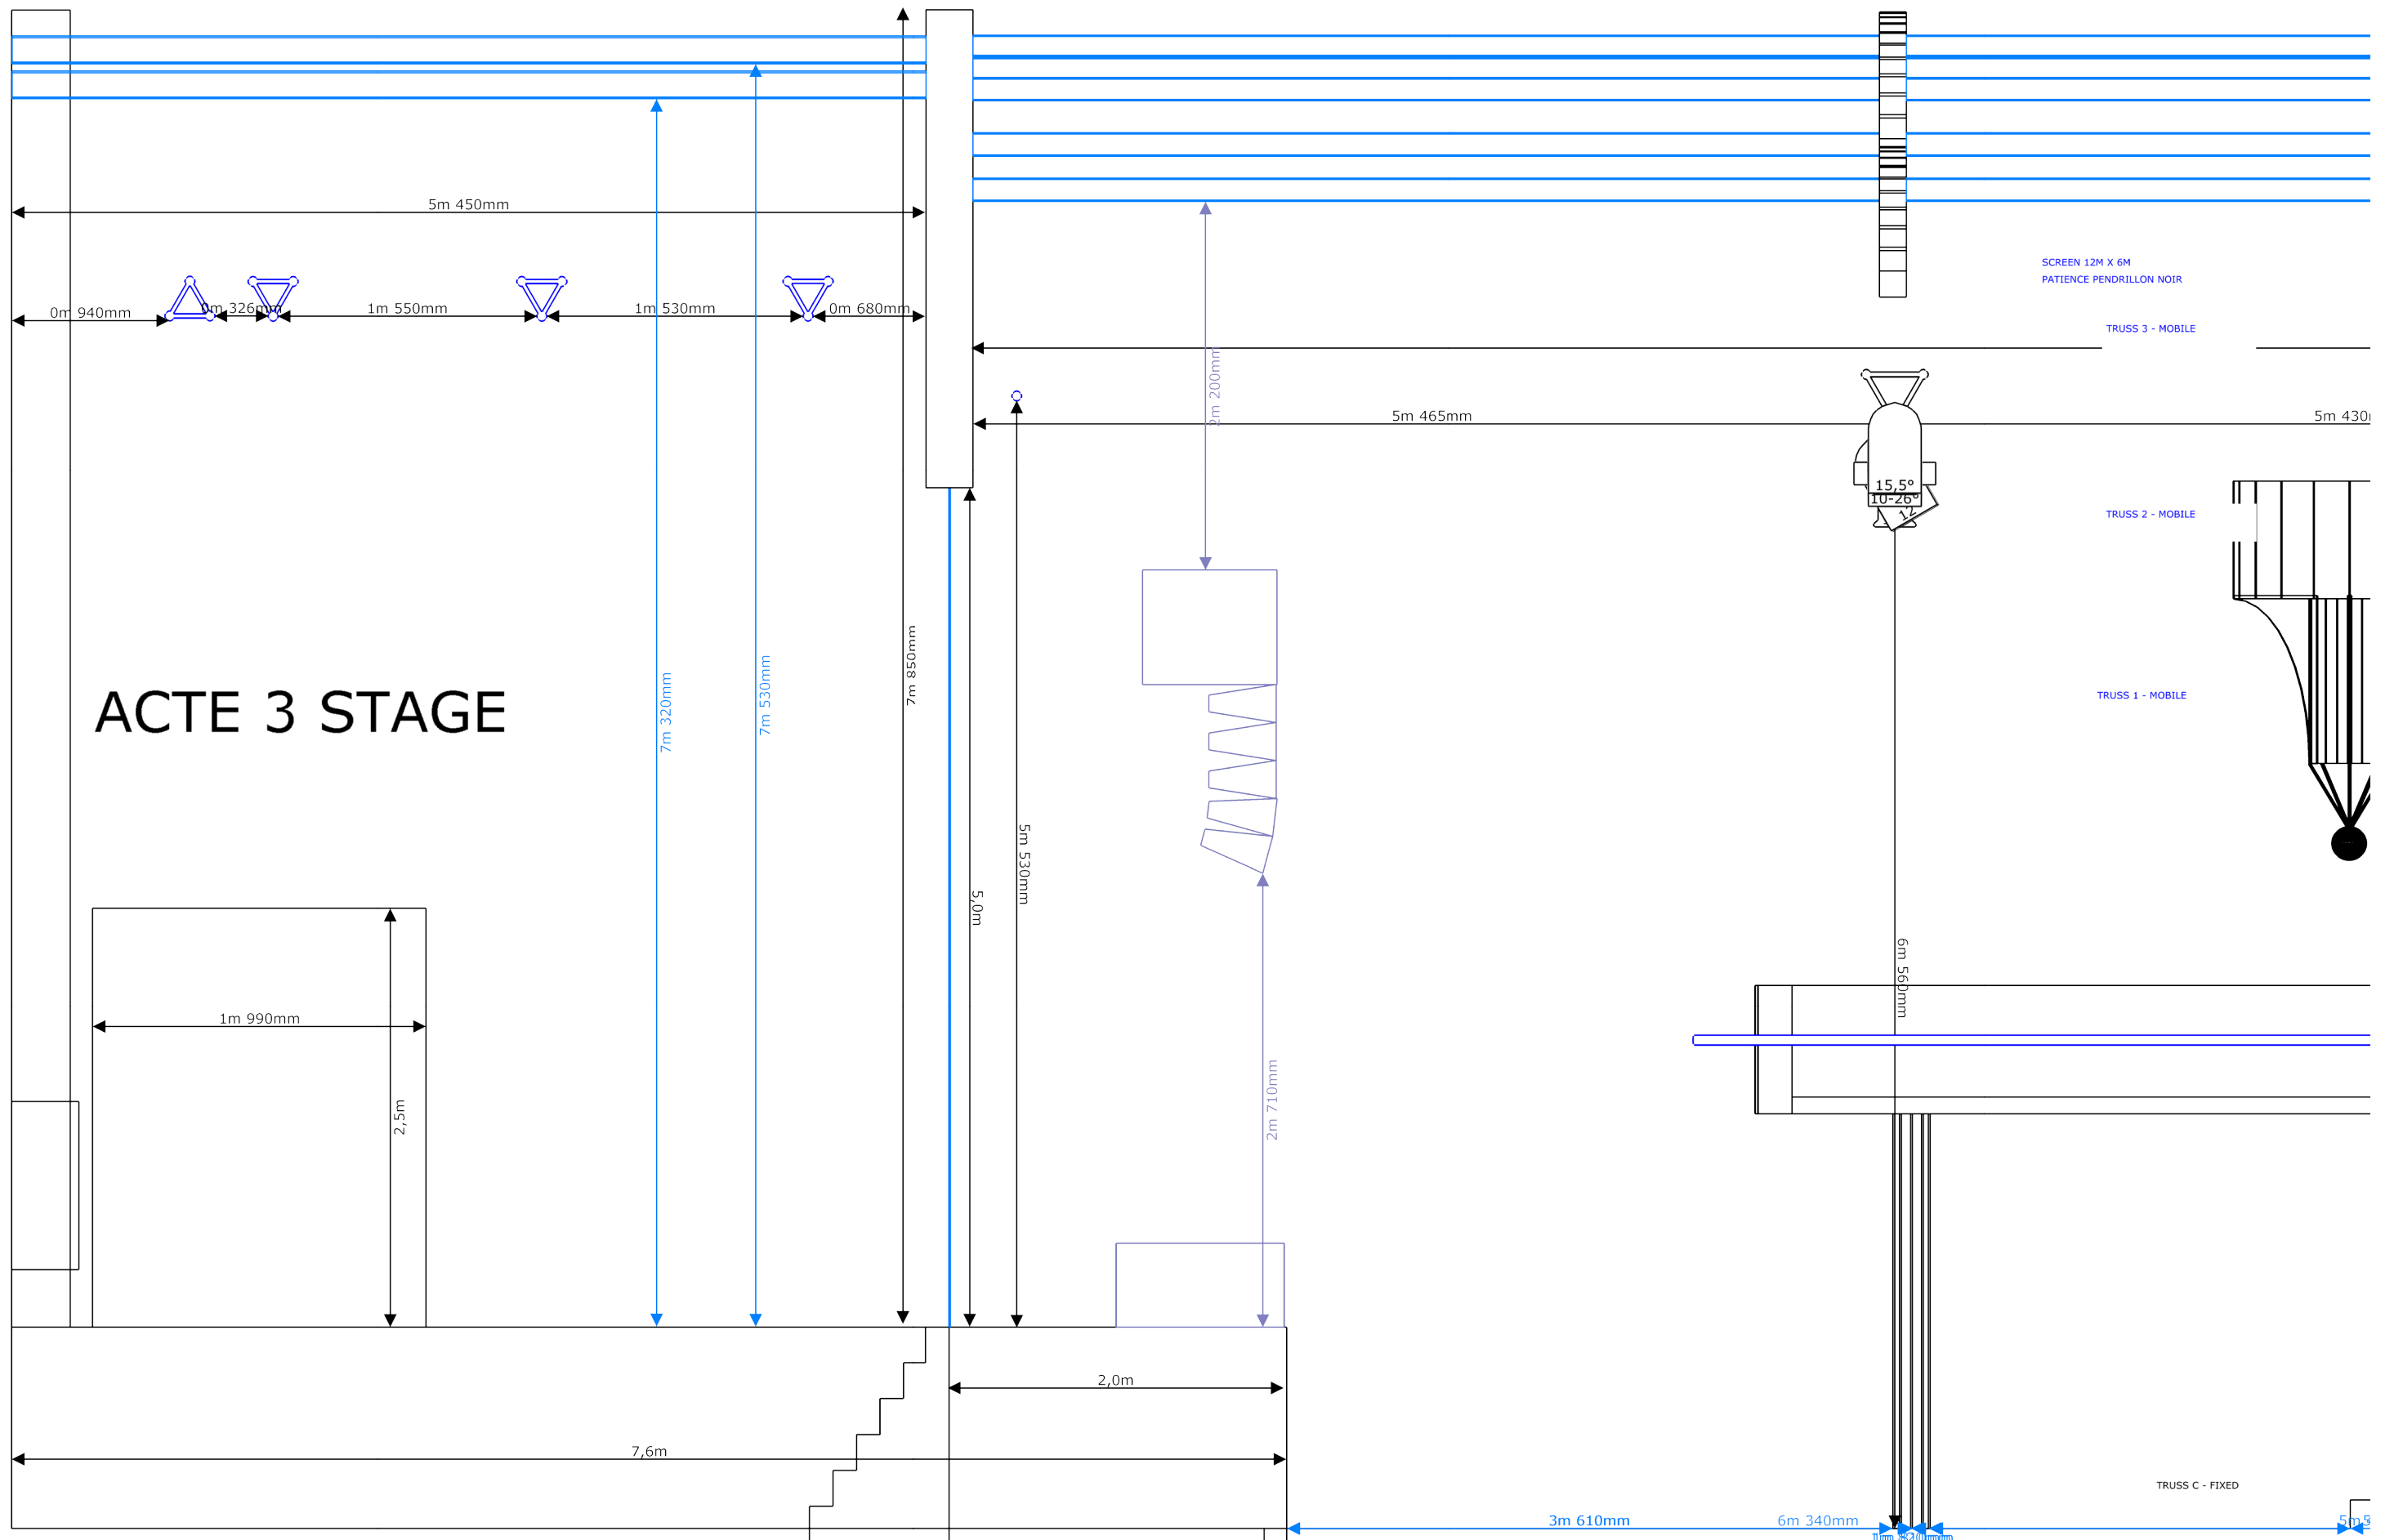 5m 450mm
SCREEN 12M X 6M
PATIENCE PENDRILLON NOIR
0m 940mm
0m 326mm
1m 550mm
1m 530mm
0m 680mm
TRUSS 3 - MOBILE
2m 200mm
5m 465mm
15,5°
10-26°
12
TRUSS 2 - MOBILE
7m 850mm
7m 320mm
7m 530mm
ACTE 3 STAGE
TRUSS 1 - MOBILE
5m 530mm
5,0m
6m 560mm
1m 990mm
2,5m
2m 710mm
2,0m
7,6m
TRUSS C - FIXED
3m 610mm
6m 340mm